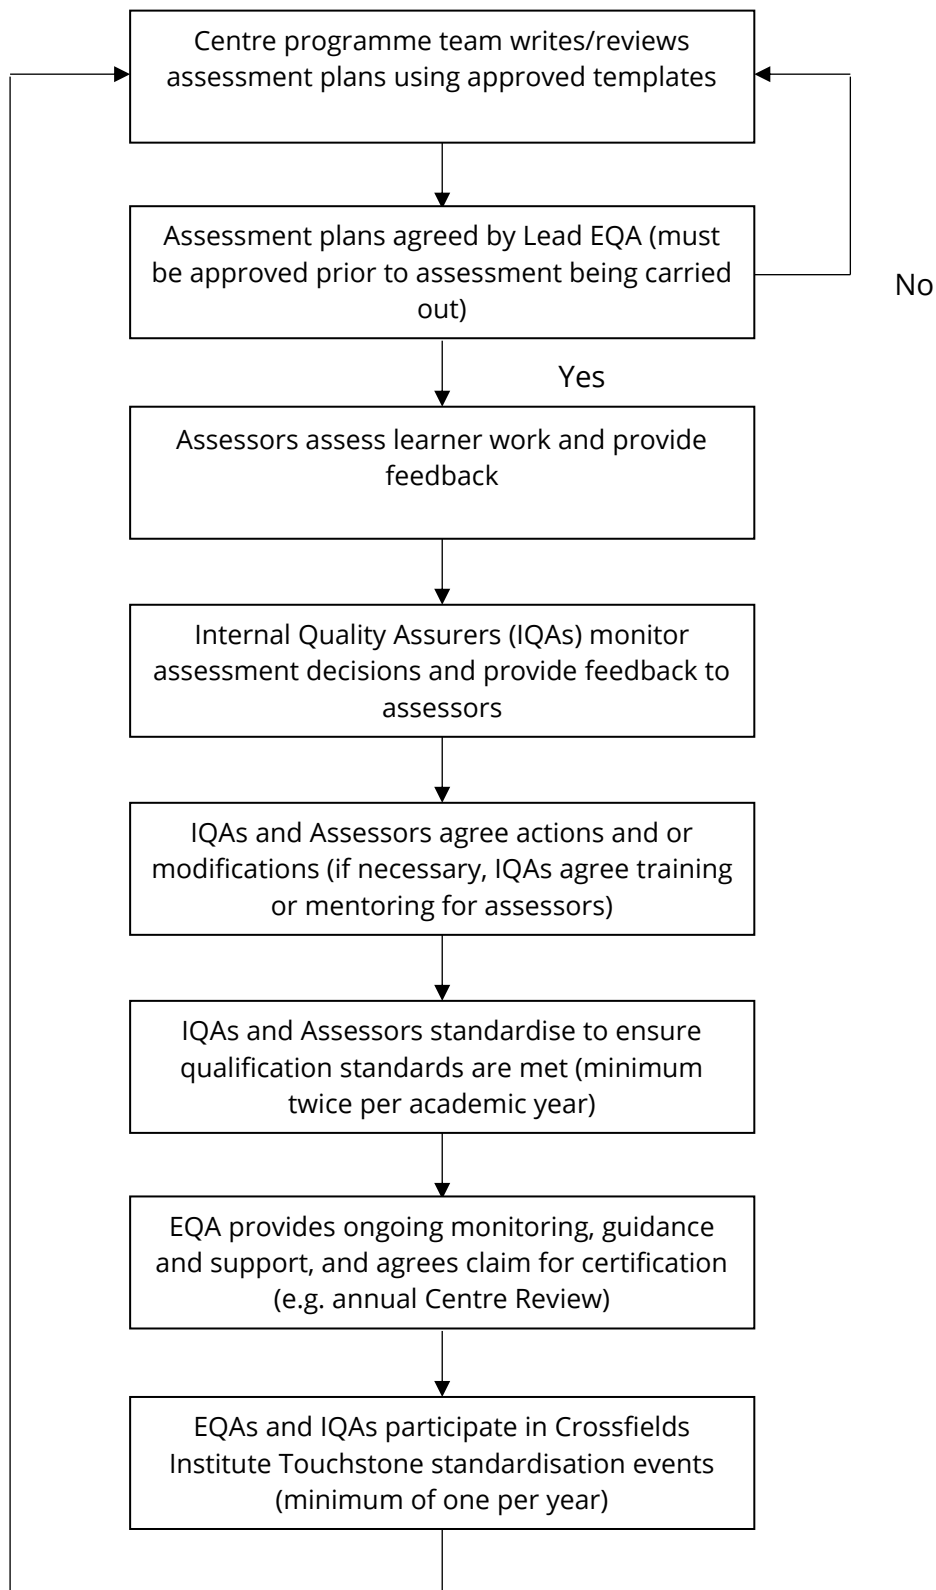 Centre programme team writes/reviews
assessment plans using approved templates
Assessment plans agreed by Lead EQA (must
be approved prior to assessment being carried
out)
No
Yes
Assessors assess learner work and provide
feedback
Internal Quality Assurers (IQAs) monitor
assessment decisions and provide feedback to
assessors
IQAs and Assessors agree actions and or
modifications (if necessary, IQAs agree training
or mentoring for assessors)
IQAs and Assessors standardise to ensure
qualification standards are met (minimum
twice per academic year)
EQA provides ongoing monitoring, guidance
and support, and agrees claim for certification
(e.g. annual Centre Review)
EQAs and IQAs participate in Crossfields
Institute Touchstone standardisation events
(minimum of one per year)